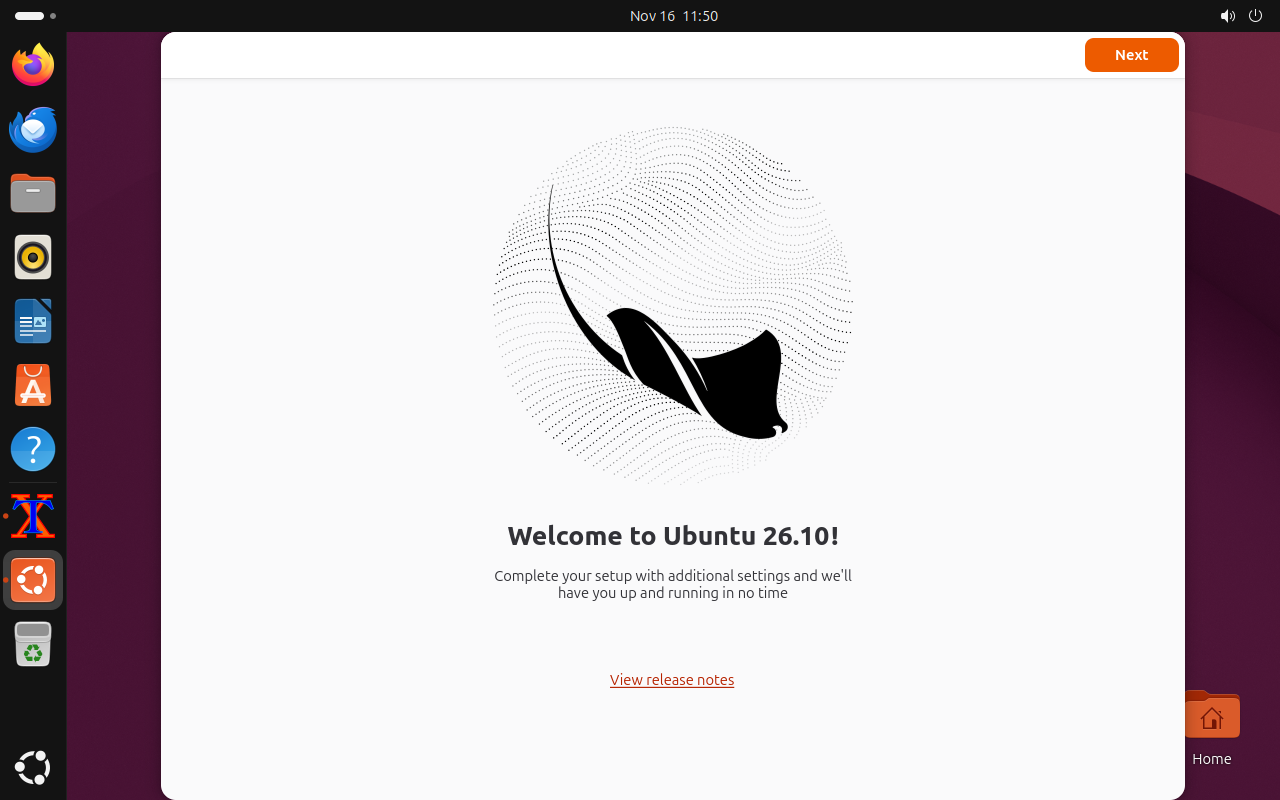 Nov 16 11:50
Next
Welcome to Ubuntu 26.10!
Complete your setup with additional settings and we'll
have you up and running in no time
View release notes
Home